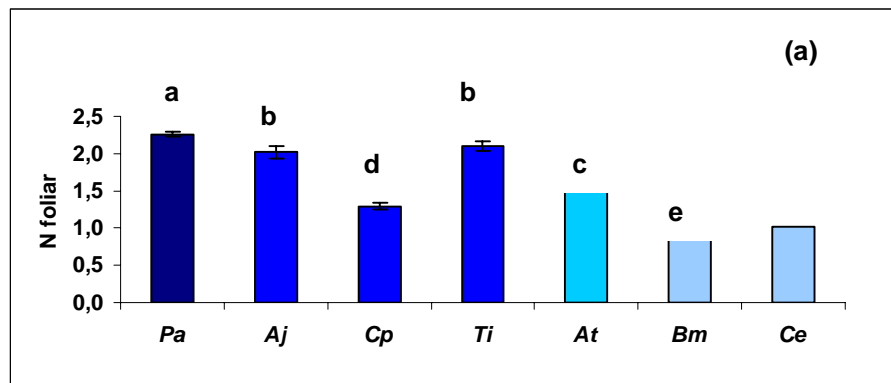 (a)
a
b
d
b
c
e
N foliar
2,5
2,0
1,5
1,0
0,5
0,0
Pa Aj Cp Ti At Bm Ce